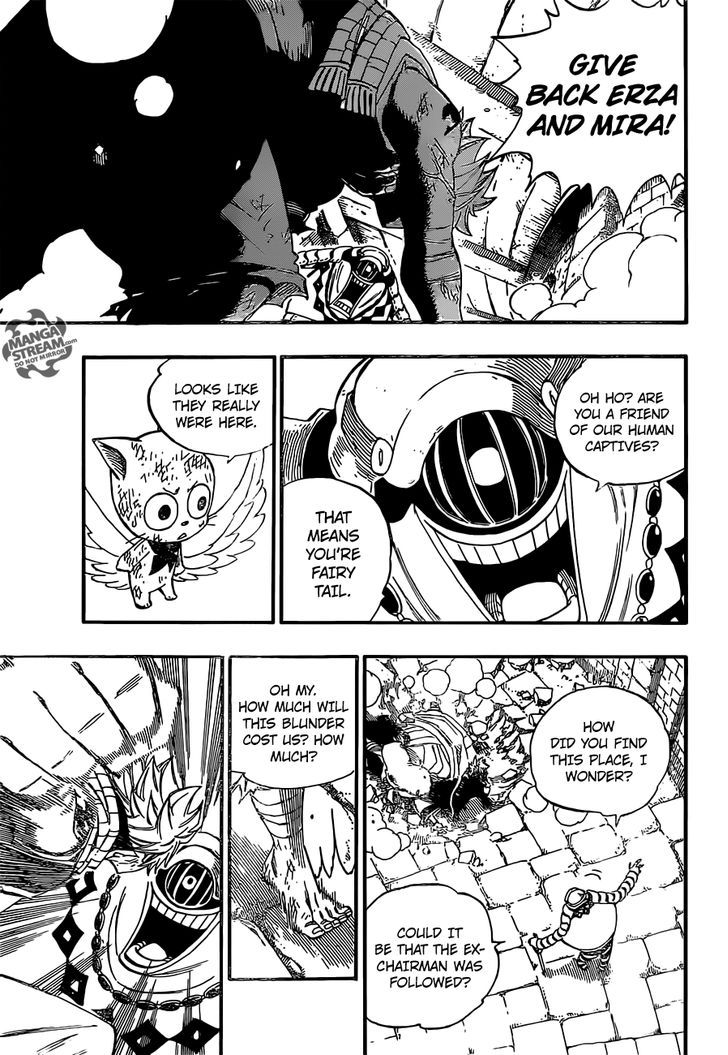 GIVE
BACK ERZA
AND MIRA!
MANGA
STREAM.com
DO NOT MIRROR
OH HO? ARE
YOU A FRIEND
OF OUR HUMAN
CAPTIVES?
THAT
MEANS
YOU'RE
FAIRY
TAIL.
LOOKS LIKE
THEY REALLY
WERE HERE.
HOW
DID YOU FIND
THIS PLACE, I
WONDER?
COULD IT
BE THAT THE EX-
CHAIRMAN WAS
FOLLOWED?
OH MY.
HOW MUCH WILL
THIS BLUNDER
COST US? HOW
MUCH?